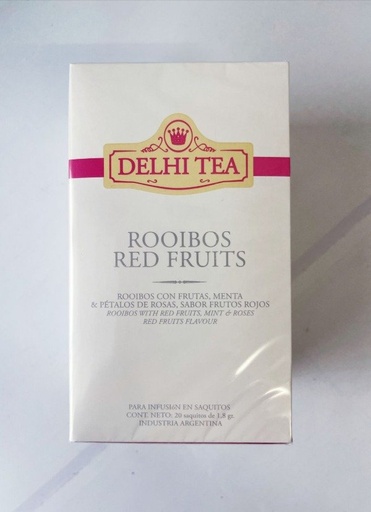 DELHI TEA
ROOIBOS
RED FRUITS
ROOIBOS CON FRUTAS, MENTA
& PÉTALOS DE ROSAS, SABOR FRUTOS ROJOS
ROOIBOS WITH RED FRUITS, MINT & ROSES
RED FRUITS FLAVOUR
PARA INFUSIóN EN SAQUITOS
CONT. NETO: 20 saquitos de 1,8 gr.
INDUSTRIA ARGENTINA